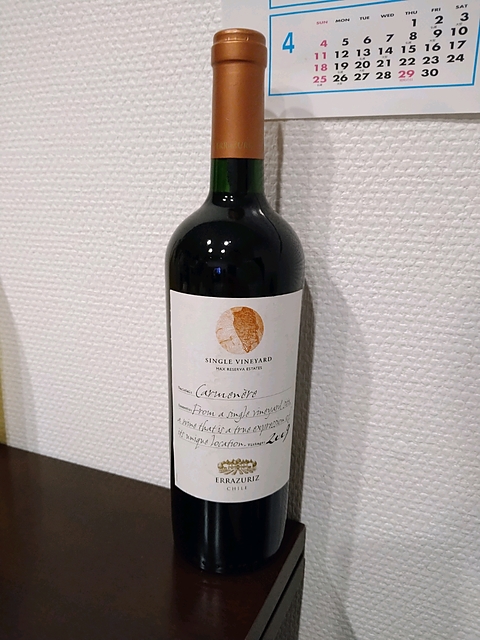 4
SUN MON TUE WED THU FRI SAT
1 2 3
4 5 6 7 8 9 10
11 12 13 14 15 16 17
18 19 20 21 22 23 24
25 26 27 28 29 30
SINGLE VINEYARD
MAX RESERVA ESTATES
Carmenere
From a single vineyard,
a wine that is a true expression
its unique location.
ERRAZURIZ
CHILE